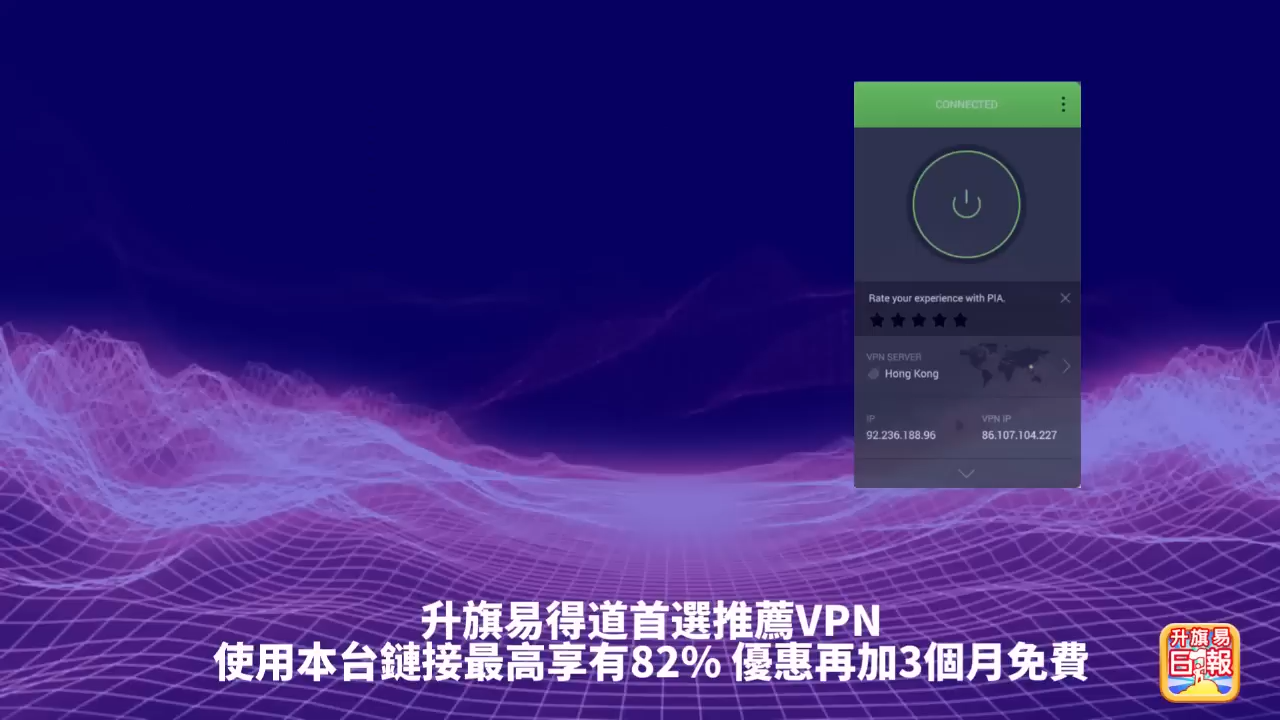 CONNECTED
Rate your experience with PIA.
VPN SERVER
Hong Kong
IP
VPN IP
92.236.188.96
86.107.104.227
升旗易得道首選推薦VPN
使用本台鏈接最高享有82% 優惠再加3個月免費
升旗易
日報